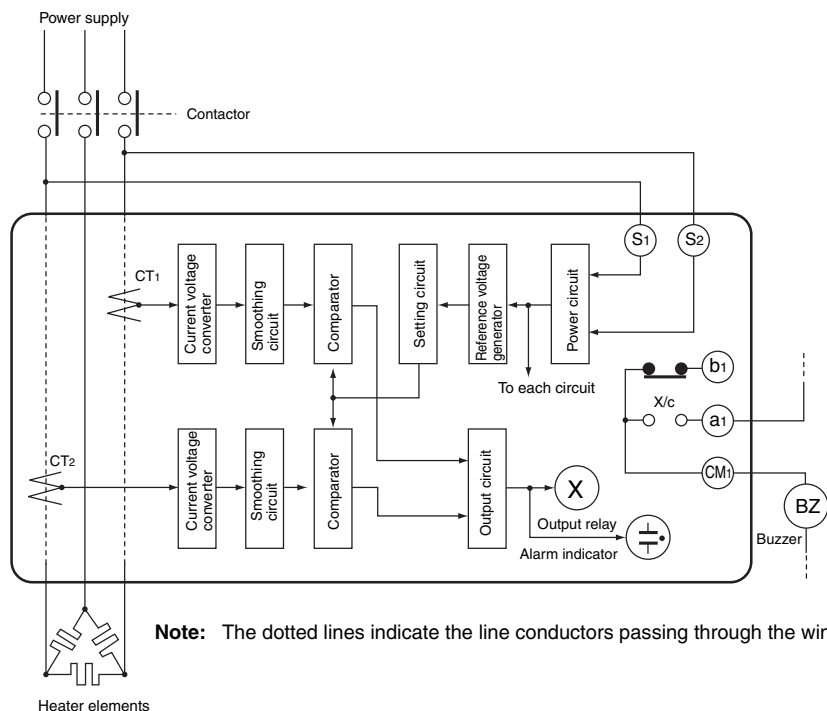 Power supply
Contactor
S1
S2
CT1
Current voltage
converter
Smoothing
circuit
Comparator
Setting circuit
Reference voltage
generator
Power circuit
To each circuit
b1
X/c
a1
CT2
Current voltage
converter
Smoothing
circuit
Comparator
Output circuit
X
Output relay
Alarm indicator
CM1
BZ
Buzzer
Note: The dotted lines indicate the line conductors passing through the
Heater elements